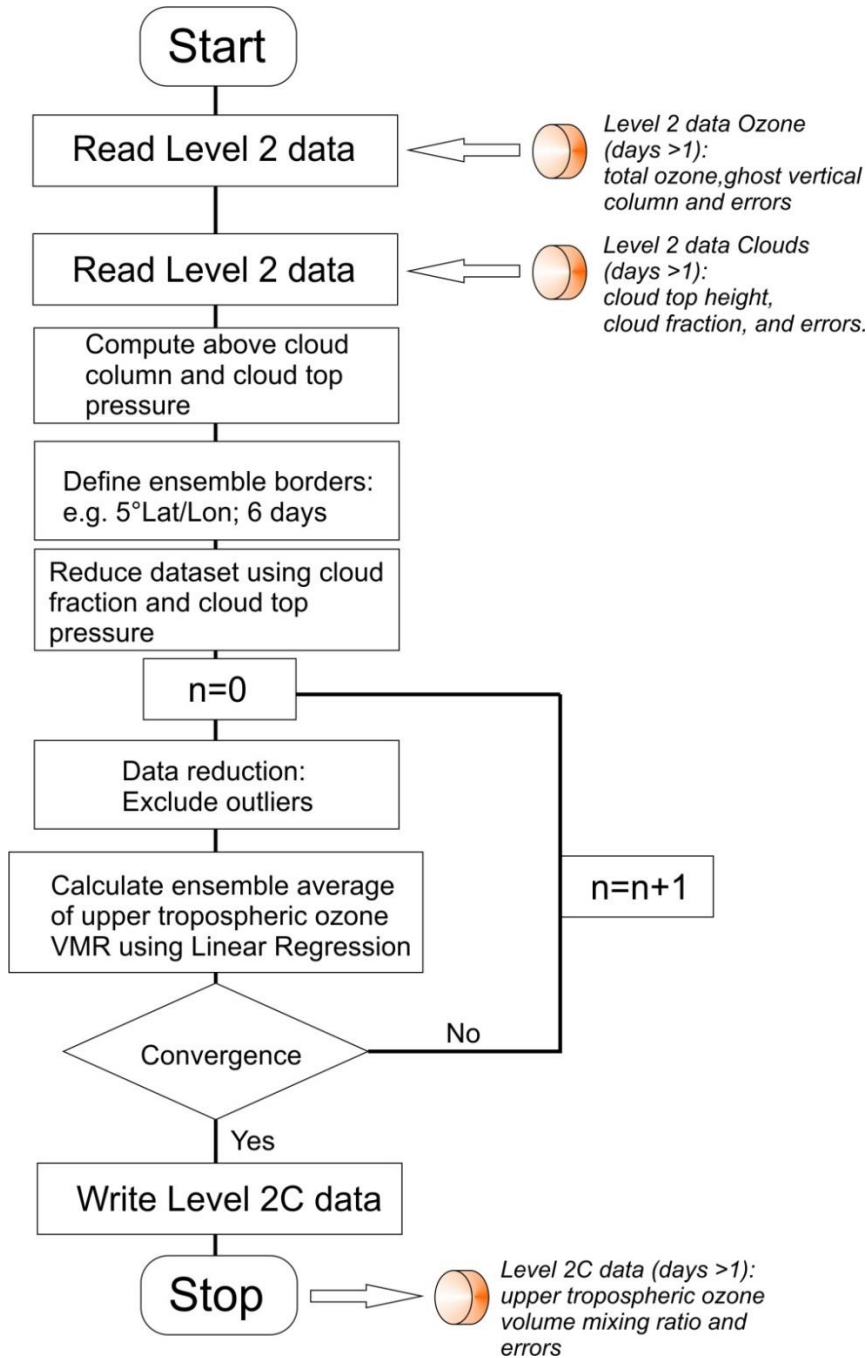 Start
Read Level 2 data
Level 2 data Ozone
(days >1):
total ozone,ghost vertical
column and errors
Read Level 2 data
Level 2 data Clouds
(days >1):
cloud top height,
cloud fraction, and errors.
Compute above cloud
column and cloud top
pressure
Define ensemble borders:
e.g. 5°Lat/Lon; 6 days
Reduce dataset using cloud
fraction and cloud top
pressure
n=0
Data reduction:
Exclude outliers
Calculate ensemble average
of upper tropospheric ozone
VMR using Linear Regression
n=n+1
Convergence
No
Yes
Write Level 2C data
Stop
Level 2C data (days >1):
upper tropospheric ozone
volume mixing ratio and
errors